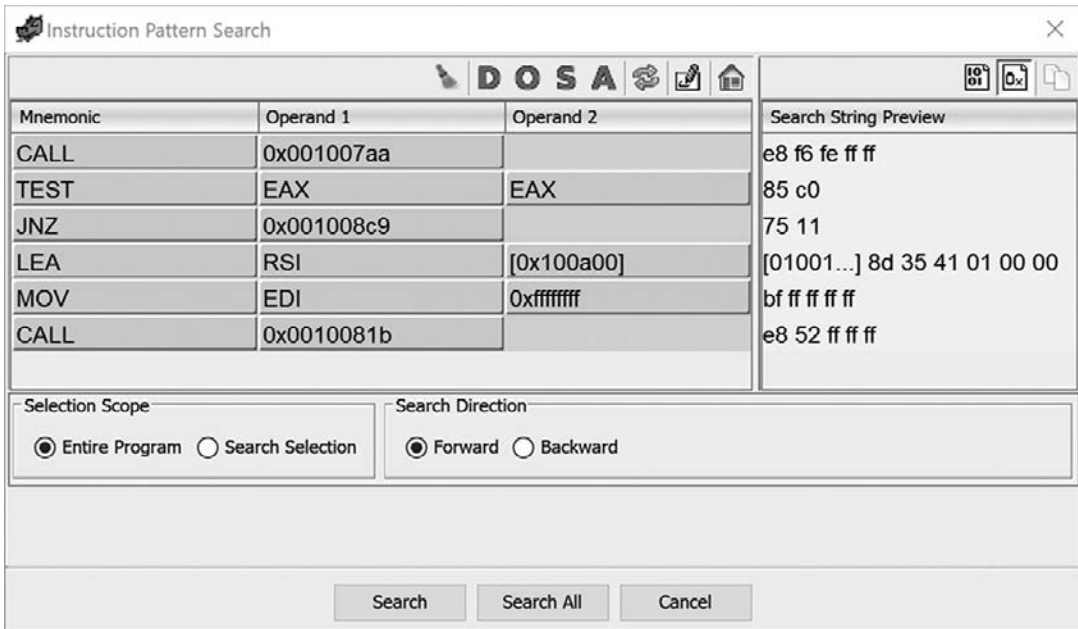 Instruction Pattern Search
D O S A
Mnemonic Operand 1 Operand 2 Search String Preview
CALL 0x001007aa e8 f6 fe ff ff
TEST EAX EAX 85 c0
JNZ 0x001008c9 75 11
LEA RSI [0x100a00] [01001...] 8d 35 41 01 00 00
MOV EDI 0xffffffff bf ff ff ff ff
CALL 0x0010081b e8 52 ff ff ff
Selection Scope Search Direction
Entire Program Search Selection Forward Backward
Search Search All Cancel